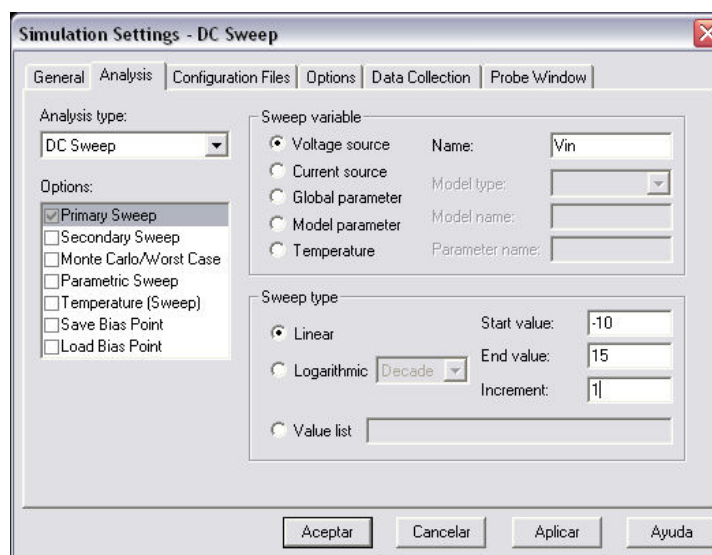 Simulation Settings - DC Sweep
General Analysis Configuration Files Options Data Collection Probe Window
Analysis type:
DC Sweep
Options:
Primary Sweep
Secondary Sweep
Monte Carlo/Worst Case
Parametric Sweep
Temperature (Sweep)
Save Bias Point
Load Bias Point
Sweep variable
Voltage source
Current source
Global parameter
Model parameter
Temperature
Name: Vin
Model type:
Model name:
Parameter name:
Sweep type
Linear
Logarithmic Decade
Value list
Start value: -10
End value: 15
Increment: 1
Aceptar Cancelar Aplicar Ayuda